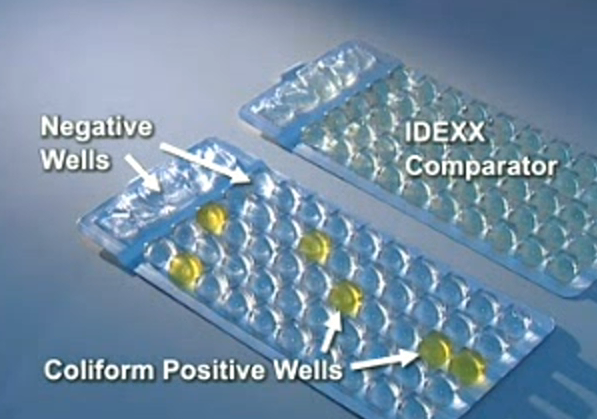 Negative
Wells
IDEXX
Comparator
Coliform Positive Wells